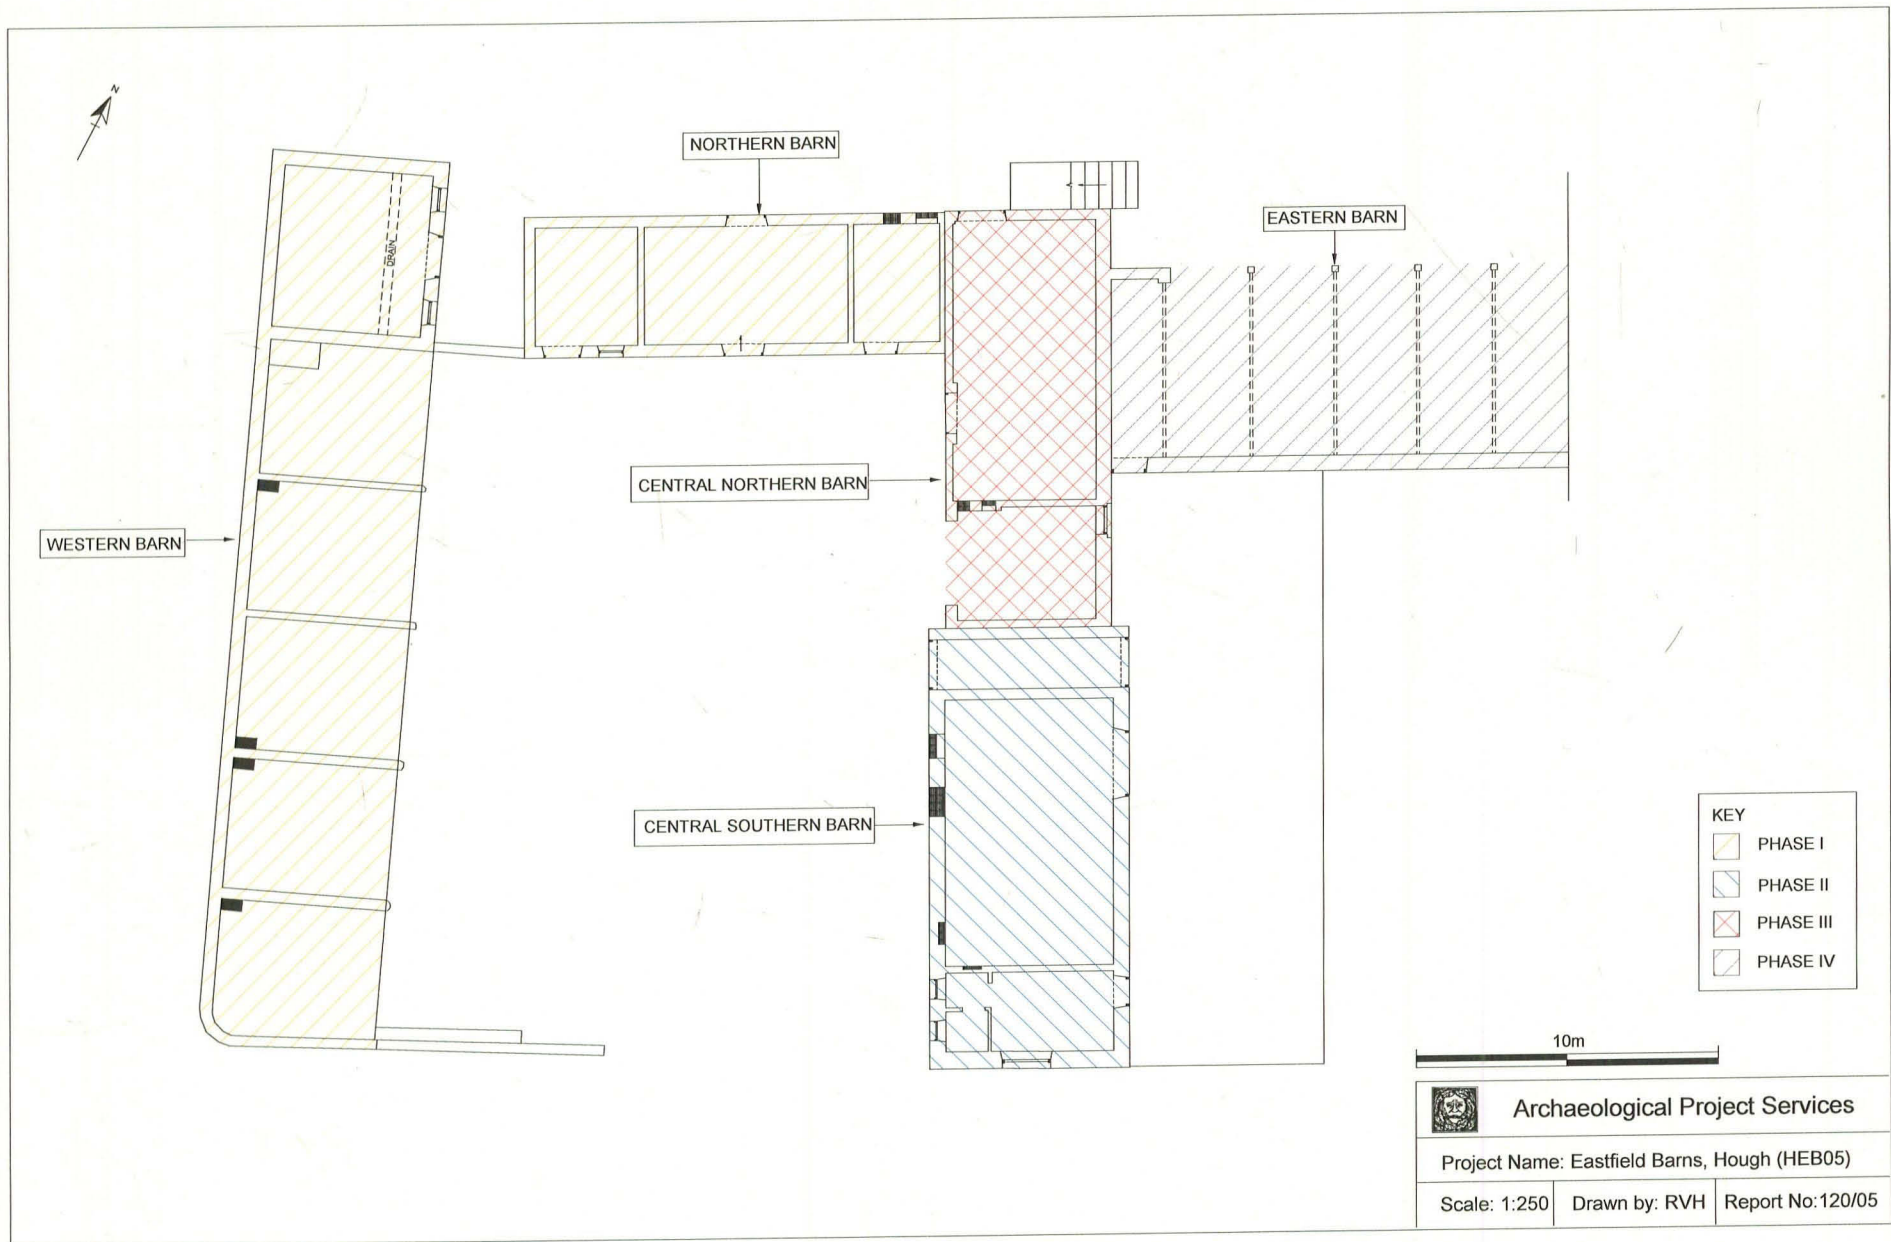 N
NORTHERN BARN
EASTERN BARN
DRAIN
CENTRAL NORTHERN BARN
WESTERN BARN
CENTRAL SOUTHERN BARN
KEY
PHASE I
PHASE II
PHASE III
PHASE IV
10m
Archaeological Project Services
Project Name: Eastfield Barns, Hough (HEB05)
Scale: 1:250
Drawn by: RVH
Report No:120/05